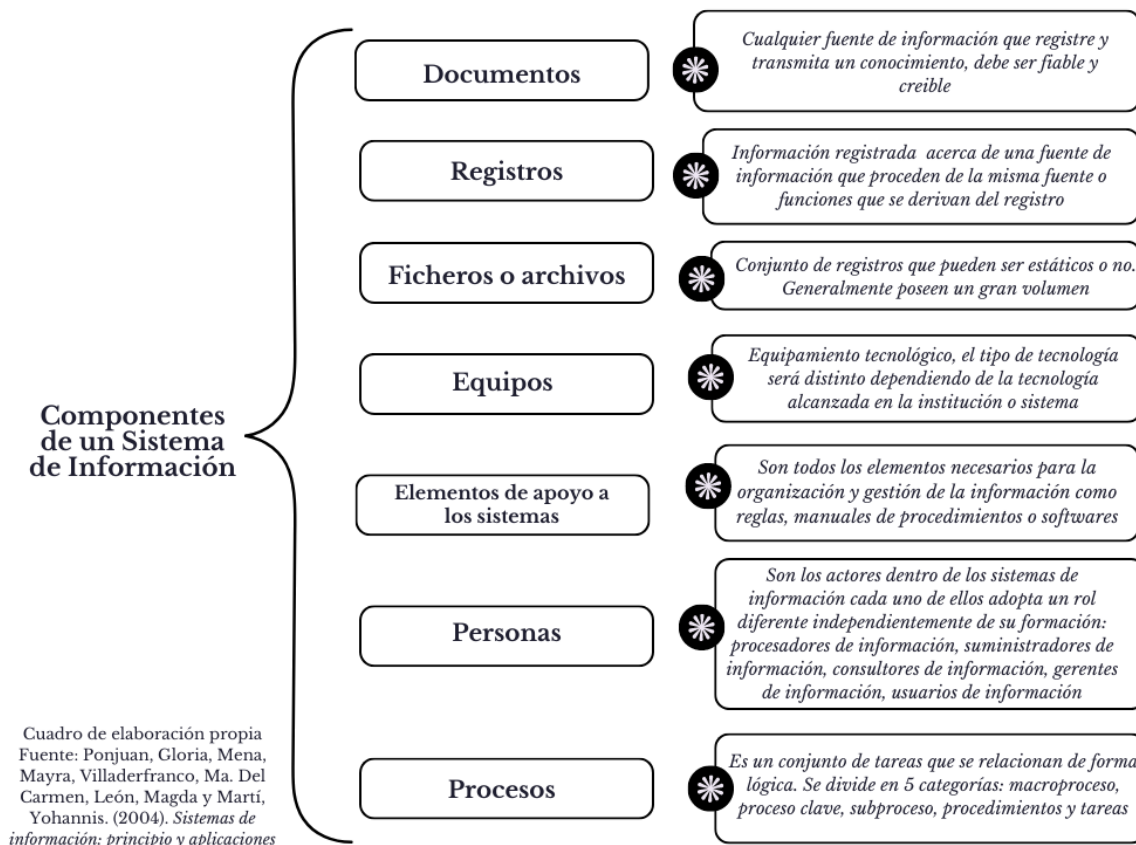 Componentes
de un Sistema
de Información
Documentos
Cualquier fuente de información que registre y
transmita un conocimiento, debe ser fiable y
creible
Registros
Información registrada acerca de una fuente de
información que proceden de la misma fuente o
funciones que se derivan del registro
Ficheros o archivos
Conjunto de registros que pueden ser estáticos o no.
Generalmente poseen un gran volumen
Equipos
Equipamiento tecnológico, el tipo de tecnología
será distinto dependiendo de la tecnología
alcanzada en la institución o sistema
Elementos de apoyo a
los sistemas
Son todos los elementos necesarios para la
organización y gestión de la información como
reglas, manuales de procedimientos o softwares
Personas
Son los actores dentro de los sistemas de
información cada uno de ellos adopta un rol
diferente independientemente de su formación:
procesadores de información, suministradores de
información, consultores de información, gerentes
de información, usuarios de información
Procesos
Es un conjunto de tareas que se relacionan de forma
lógica. Se divide en 5 categorías: macroproceso,
proceso clave, subproceso, procedimientos y tareas
Cuadro de elaboración propia
Fuente: Ponjuan, Gloria, Mena,
Mayra, Villaderfranco, Ma. Del
Carmen, León, Magda y Martí,
Yohannis. (2004). Sistemas de
información: principio y aplicaciones